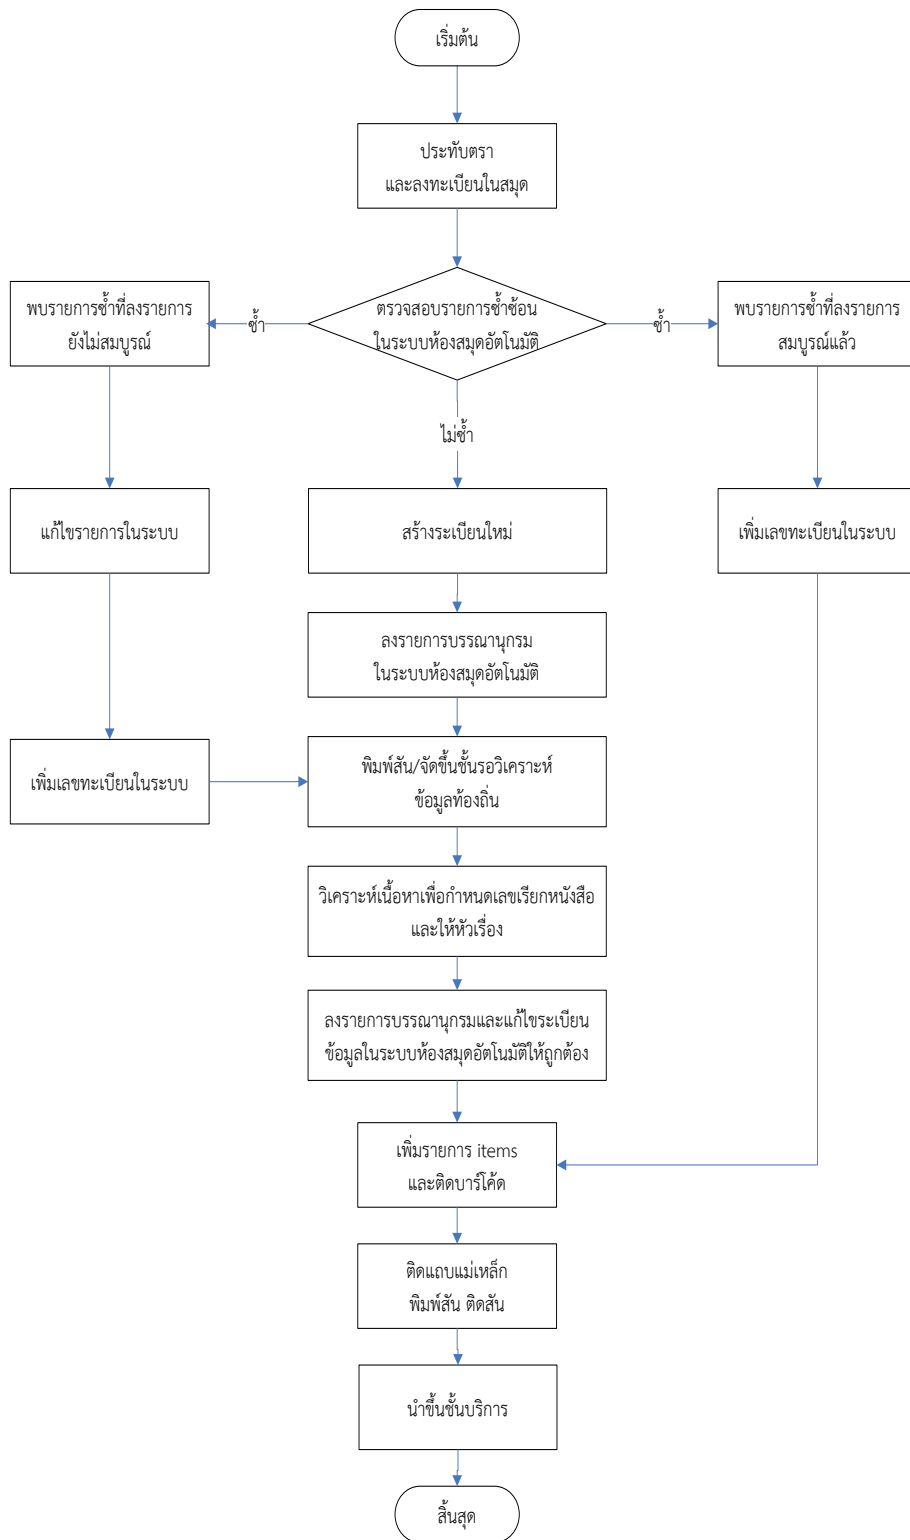 เริ่มต้น
ประทับตรา
และลงทะเบียนในสมุด
พบรายการซ้ำที่ลงรายการ
ยังไม่สมบูรณ์
ซ้ำ
ตรวจสอบรายการซ้ำซ้อน
ในระบบห้องสมุดอัตโนมัติ
ซ้ำ
พบรายการซ้ำที่ลงรายการ
สมบูรณ์แล้ว
ไม่ซ้ำ
แก้ไขรายการในระบบ
สร้างระเบียนใหม่
เพิ่มเลขทะเบียนในระบบ
ลงรายการบรรณานุกรม
ในระบบห้องสมุดอัตโนมัติ
เพิ่มเลขทะเบียนในระบบ
พิมพ์สัน/จัดขึ้นชั้นรอวิเคราะห์
ข้อมูลท้องถิ่น
วิเคราะห์เนื้อหาเพื่อกำหนดเลขเรียกหนังสือ
และให้หัวเรื่อง
ลงรายการบรรณานุกรมและแก้ไขระเบียน
ข้อมูลในระบบห้องสมุดอัตโนมัติให้ถูกต้อง
เพิ่มรายการ items
และติดบาร์โค้ด
ติดแถบแม่เหล็ก
พิมพ์สัน ติดสัน
นำขึ้นชั้นบริการ
สิ้นสุด